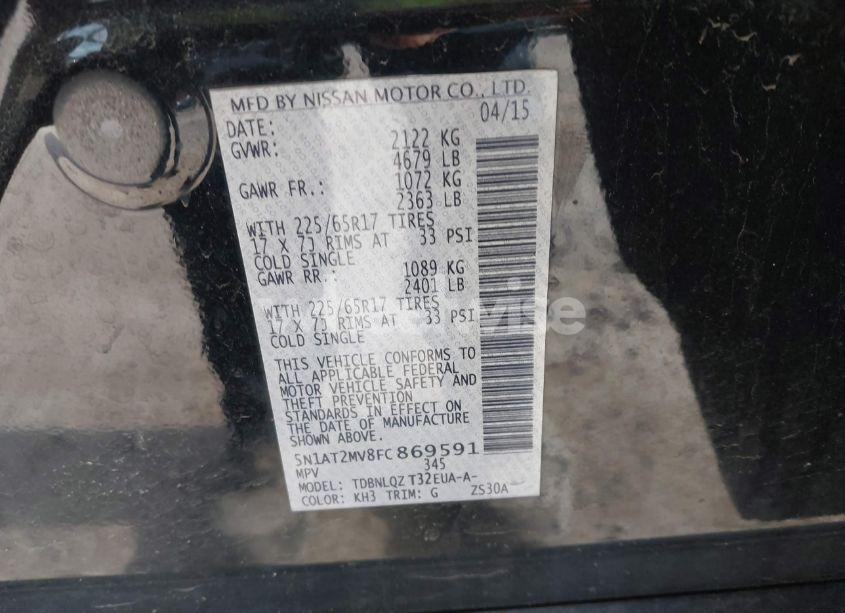 MFD BY NISSAN MOTOR CO., LTD.
DATE: 04/15
GVWR: 2122 KG
4679 LB
GAWR FR.: 1072 KG
2363 LB
WITH 225/65R17 TIRES
17 X 7J RIMS AT 33 PSI
COLD SINGLE
GAWR RR.: 1089 KG
2401 LB
WITH 225/65R17 TIRES
17 X 7J RIMS AT 33 PSI
COLD SINGLE
THIS VEHICLE CONFORMS TO
ALL APPLICABLE FEDERAL
MOTOR VEHICLE SAFETY AND
THEFT PREVENTION
STANDARDS IN EFFECT ON
THE DATE OF MANUFACTURE
SHOWN ABOVE.
5N1AT2MV8FC869591
MPV 345
MODEL: TDBNLQZ T32EUA-A-
COLOR: KH3 TRIM: G ZS30A